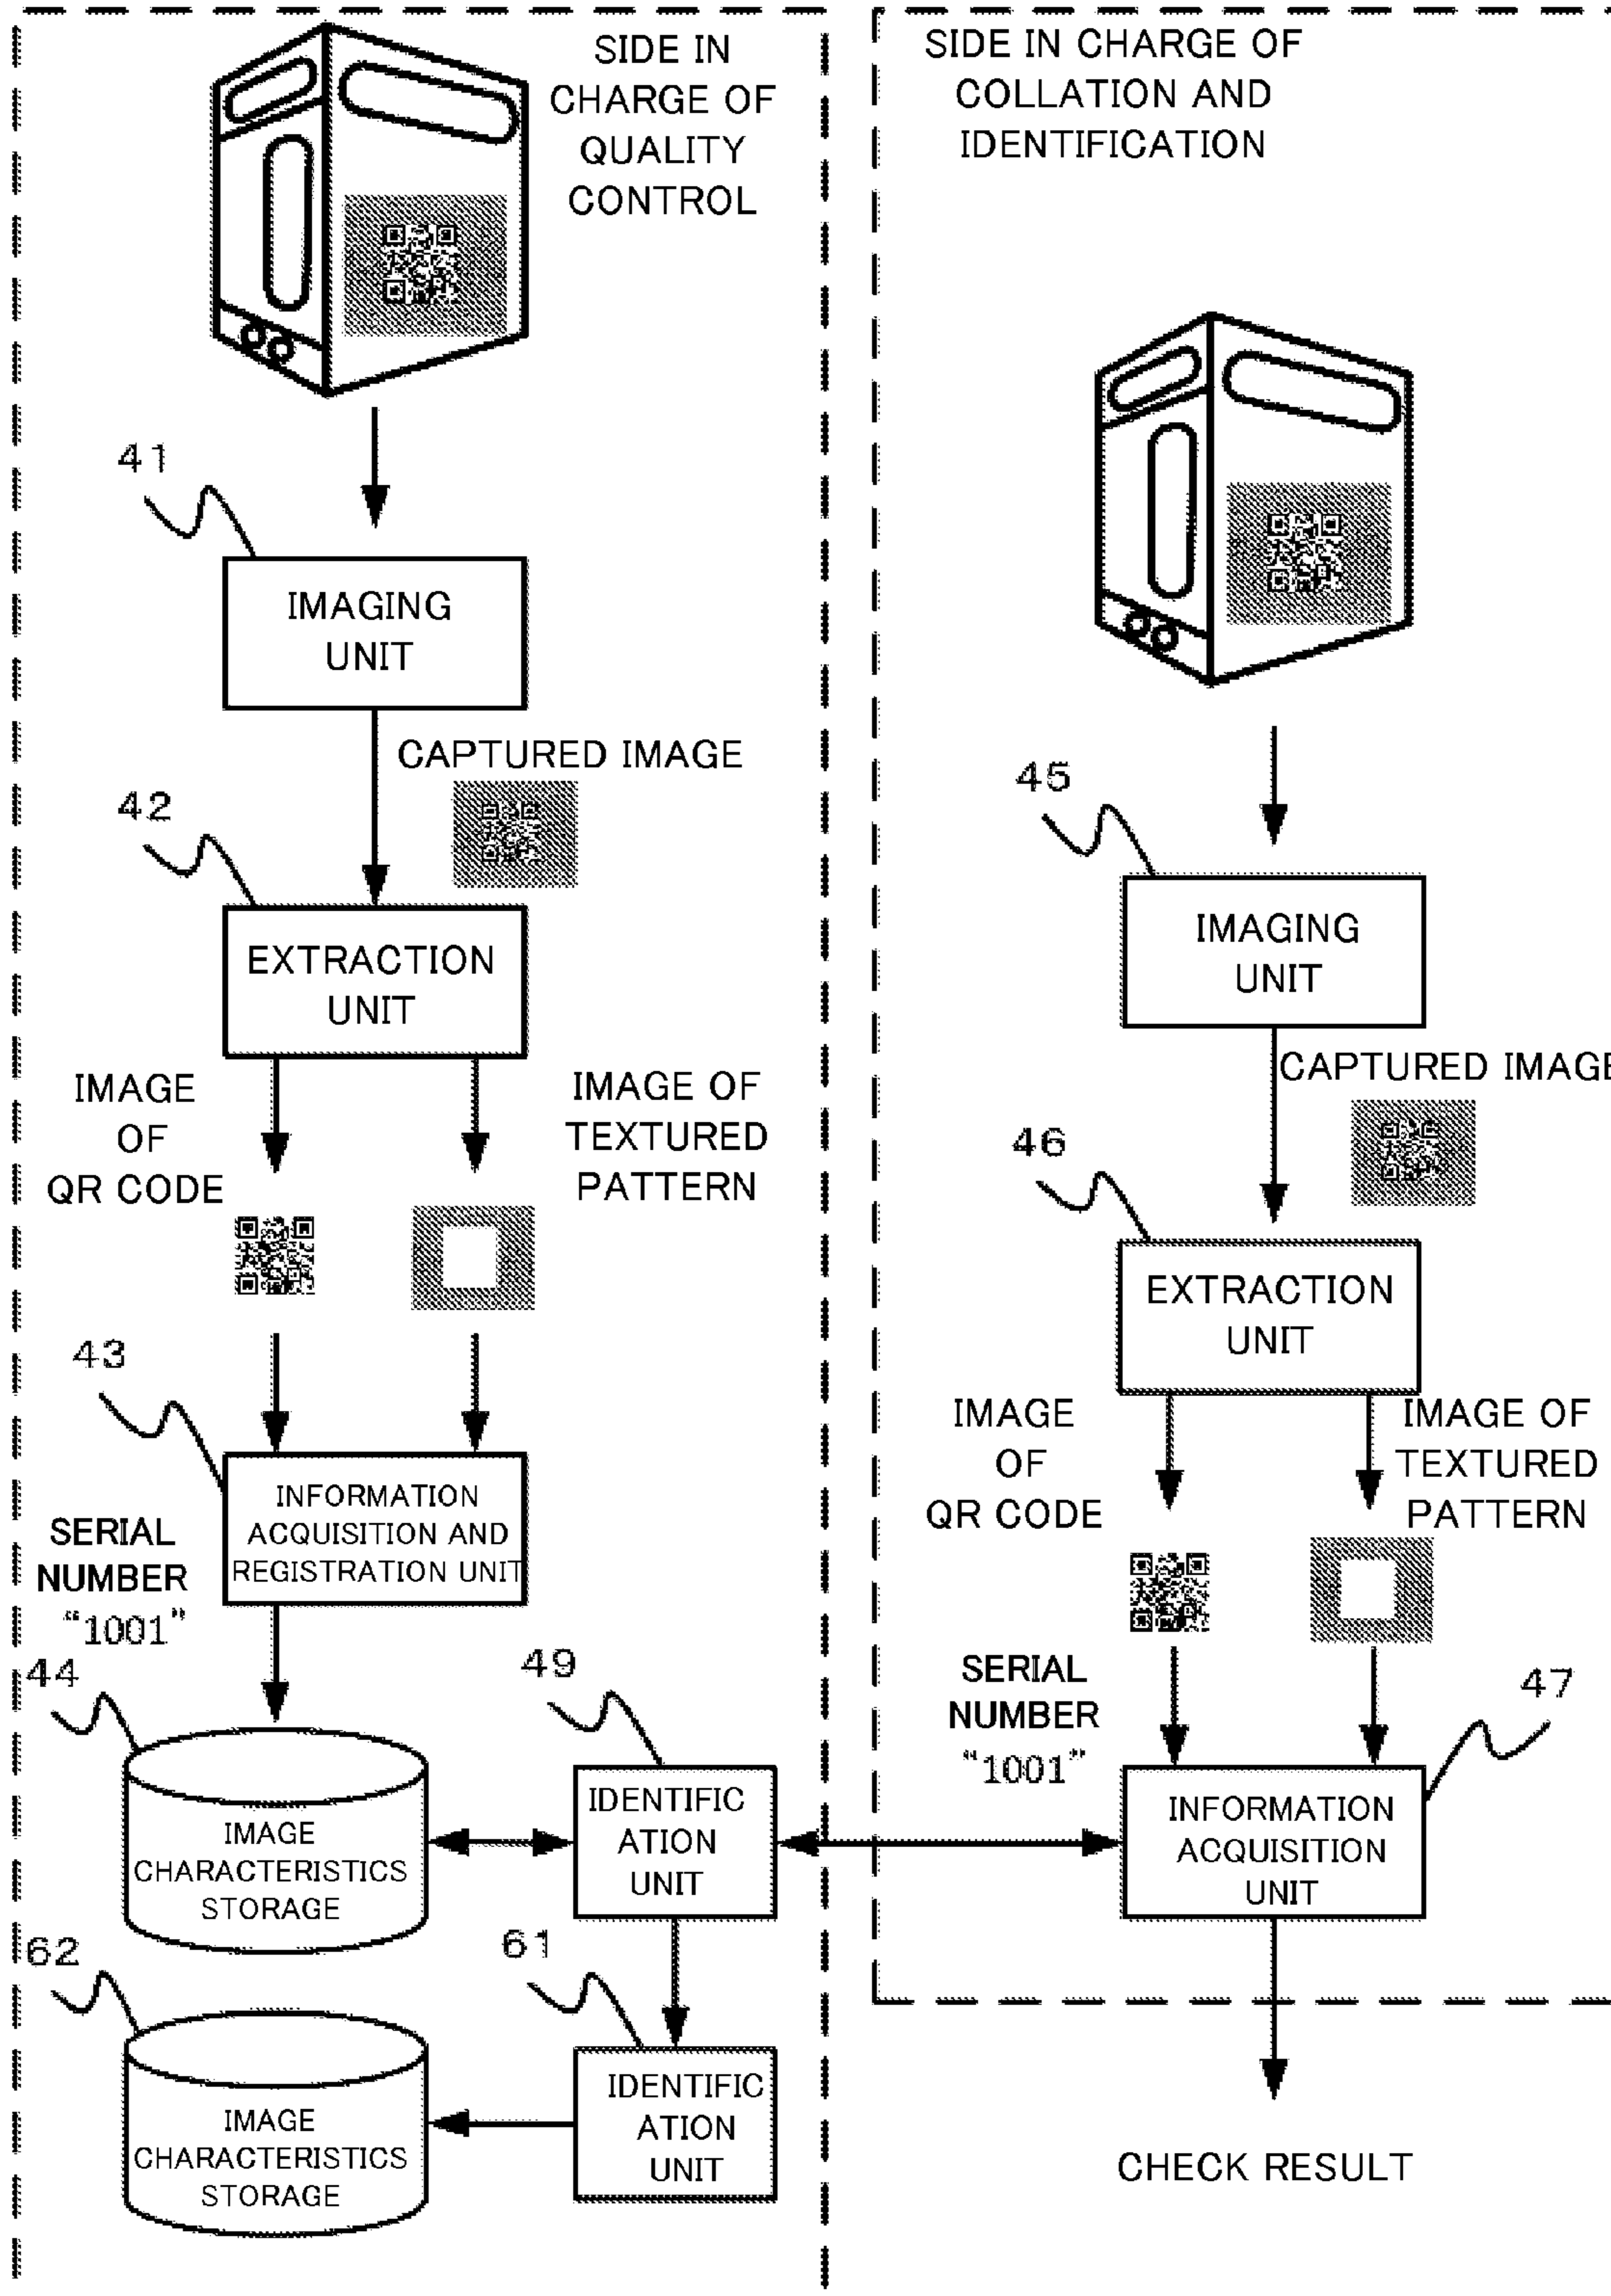 SIDE IN
CHARGE OF
QUALITY
CONTROL
41
IMAGING
UNIT
CAPTURED IMAGE
42
EXTRACTION
UNIT
IMAGE
OF
QR CODE
IMAGE OF
TEXTURED
PATTERN
43
INFORMATION
ACQUISITION AND
REGISTRATION UNIT
SERIAL
NUMBER
"1001"
44
IMAGE
CHARACTERISTICS
STORAGE
49
IDENTIFIC
ATION
UNIT
62
IMAGE
CHARACTERISTICS
STORAGE
61
IDENTIFIC
ATION
UNIT
SIDE IN CHARGE OF
COLLATION AND
IDENTIFICATION
45
IMAGING
UNIT
CAPTURED IMAGE
46
EXTRACTION
UNIT
IMAGE
OF
QR CODE
IMAGE OF
TEXTURED
PATTERN
SERIAL
NUMBER
"1001"
47
INFORMATION
ACQUISITION
UNIT
CHECK RESULT